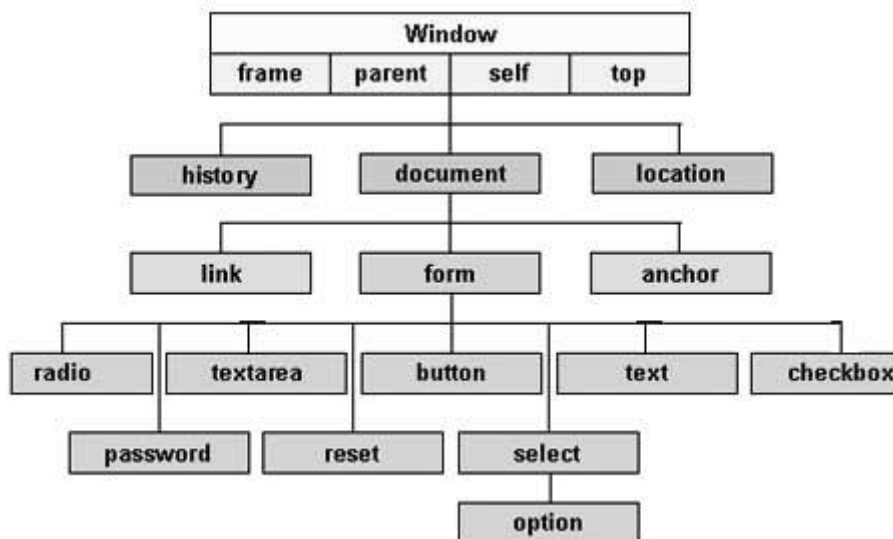 Window
frame parent self top
history document location
link form anchor
radio textarea button text checkbox
password reset select
option